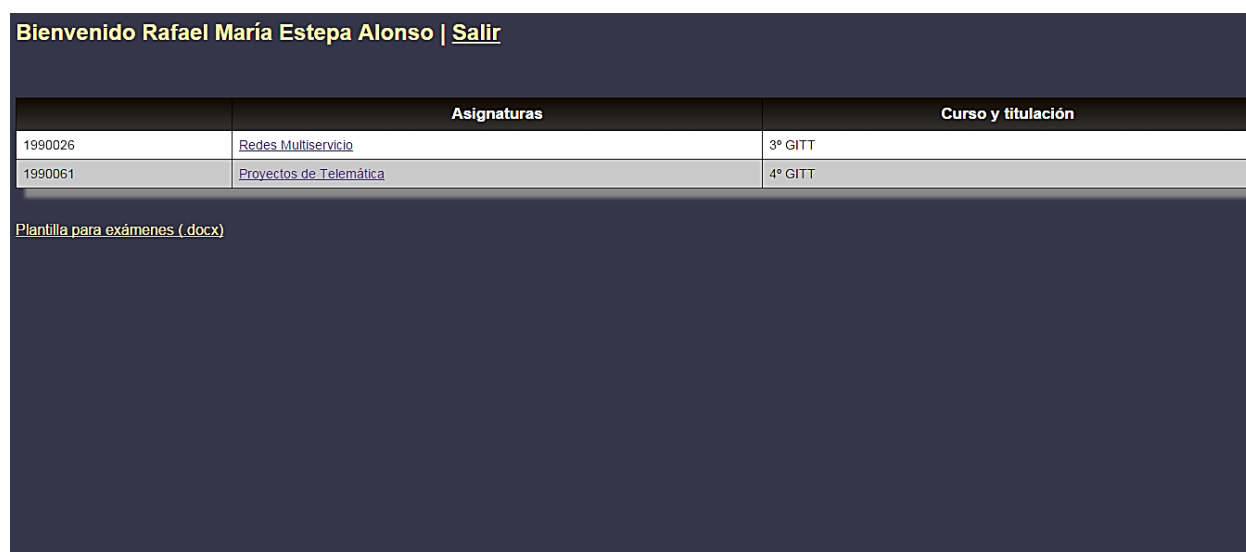 Bienvenido Rafael María Estepa Alonso | Salir
Asignaturas Curso y titulación
1990026 Redes Multiservicio 3º GITT
1990061 Proyectos de Telemática 4º GITT
Plantilla para exámenes (.docx)